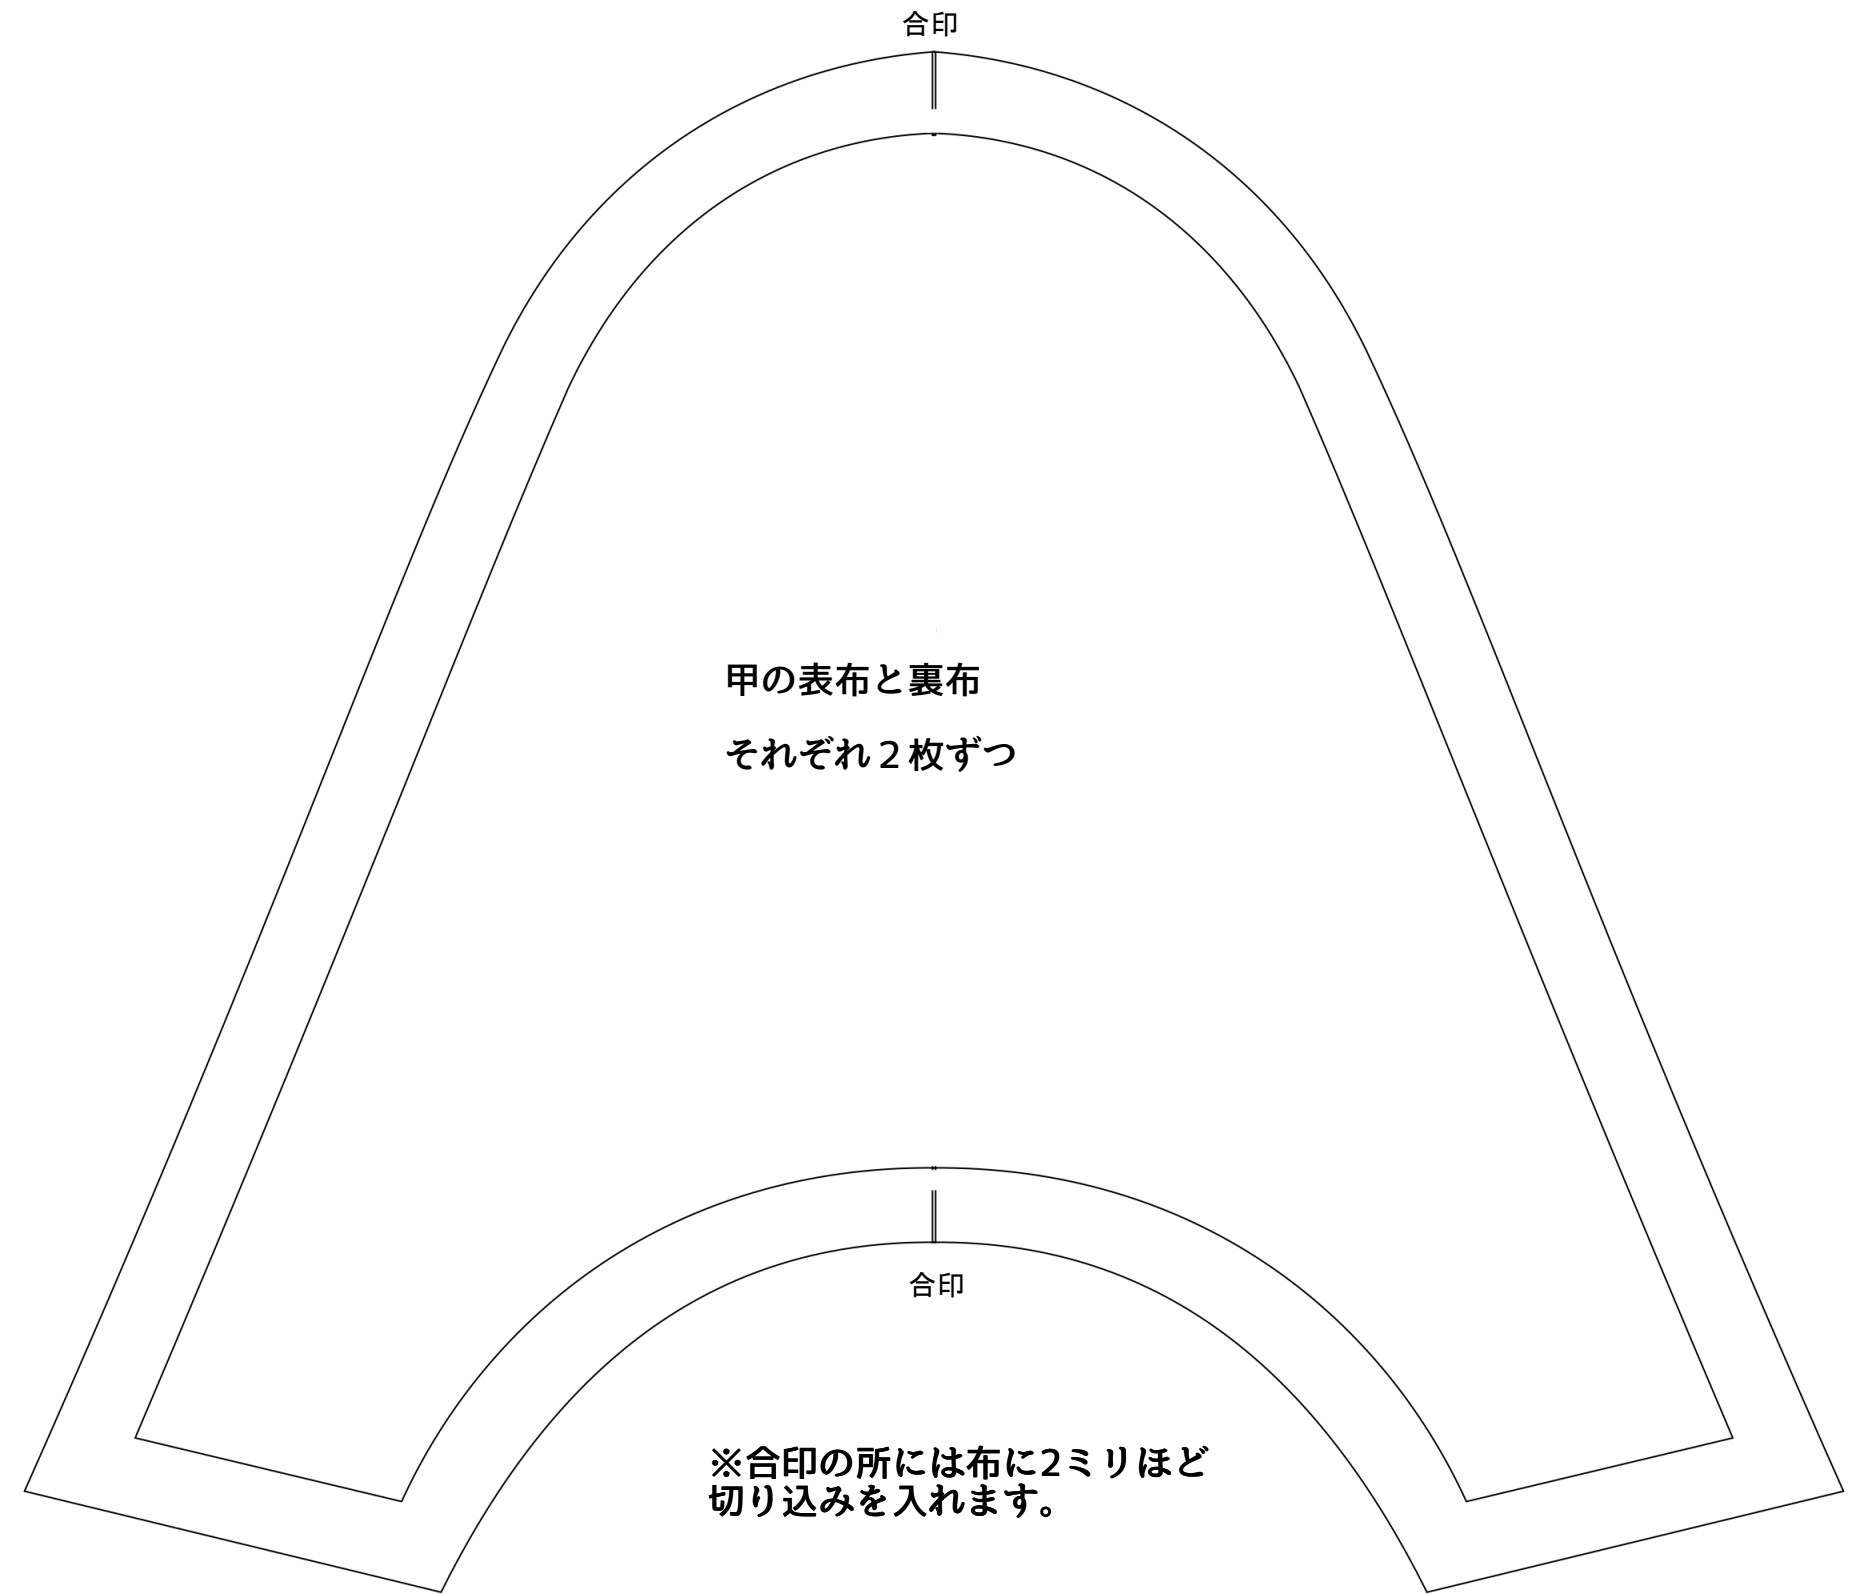 合印
甲の表布と裏布
それぞれ２枚ずつ
合印
※合印の所には布に2ミリほど
切り込みを入れます。